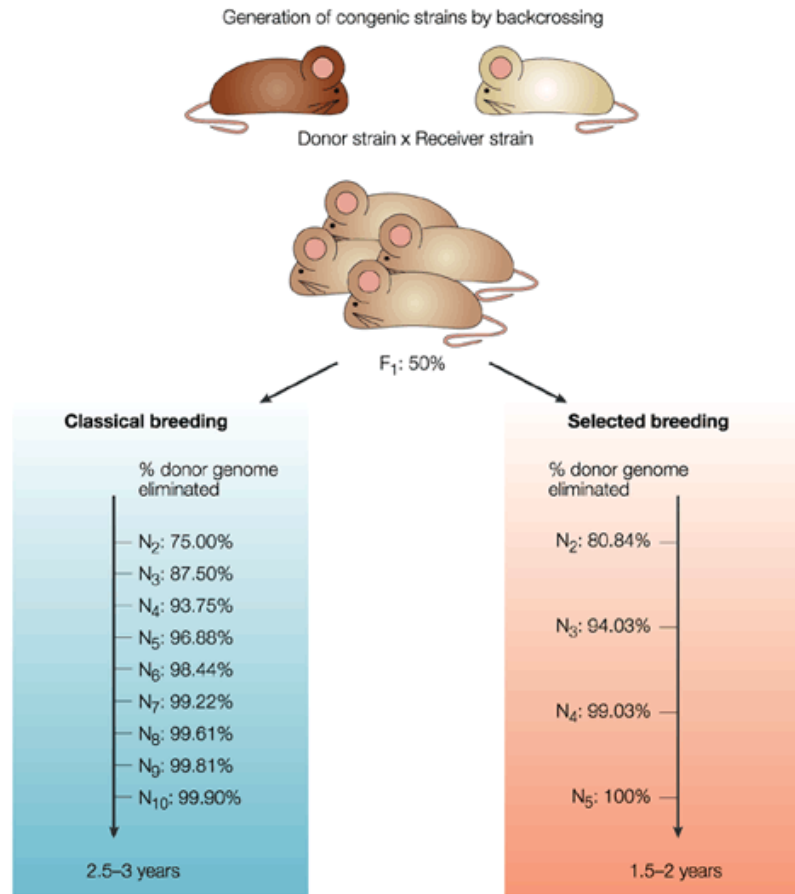 Generation of congenic strains by backcrossing
Donor strain x Receiver strain
F₁: 50%
Classical breeding
% donor genome
eliminated
N₂: 75.00%
N₃: 87.50%
N₄: 93.75%
N₅: 96.88%
N₆: 98.44%
N₇: 99.22%
N₈: 99.61%
N₉: 99.81%
N₁₀: 99.90%
2.5–3 years
Selected breeding
% donor genome
eliminated
N₂: 80.84%
N₃: 94.03%
N₄: 99.03%
N₅: 100%
1.5–2 years